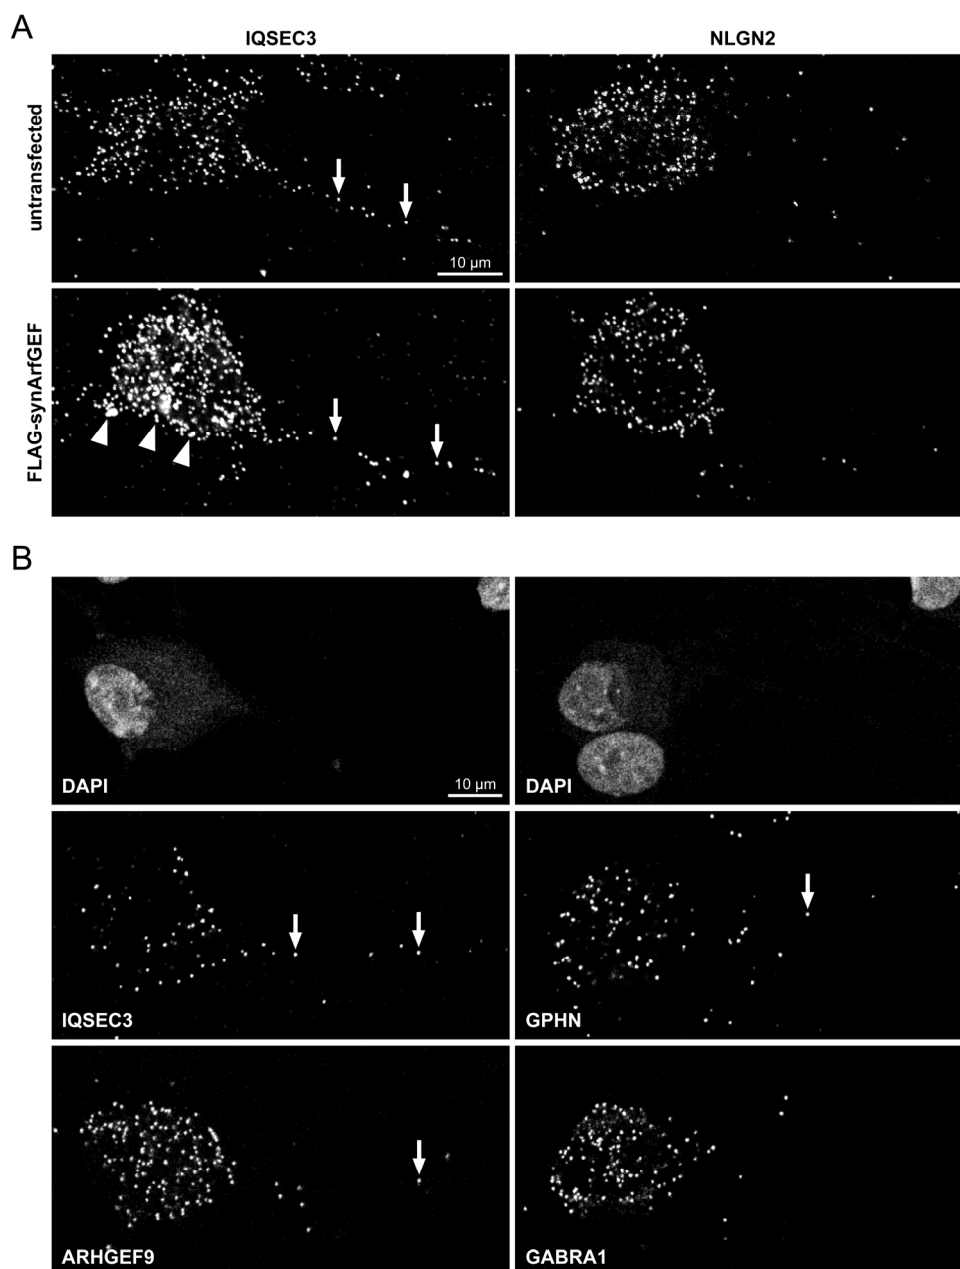 A
IQSEC3
NLGN2
untransfected
10 µm
FLAG-synArfGEF
B
DAPI
10 µm
DAPI
IQSEC3
GPHN
ARHGEF9
GABRA1